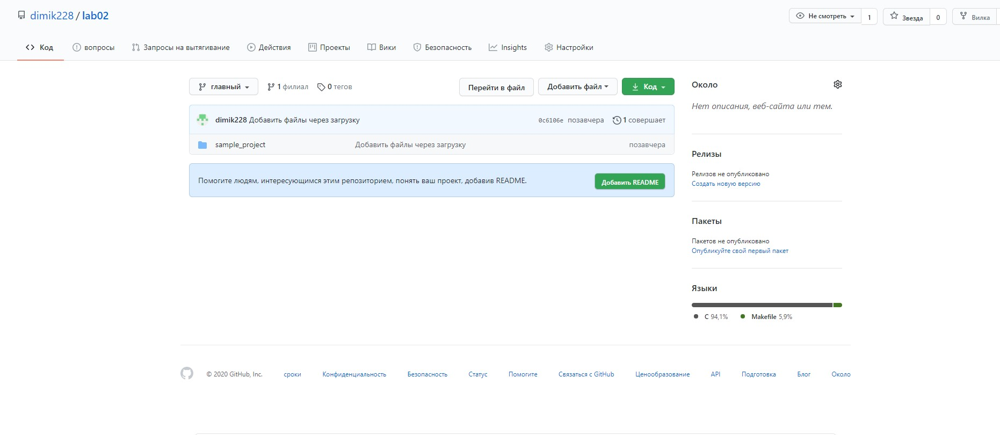 dimik228 / lab02
Не смотреть 1 Звезда 0 Вилка
Код вопросы Запросы на вытягивание Действия Проекты Вики Безопасность Insights Настройки
главный 1 филиал 0 тегов Перейти в файл Добавить файл Код
dimik228 Добавить файлы через загрузку 0c6106e позавчера 1 совершает
sample_project Добавить файлы через загрузку позавчера
Помогите людям, интересующимся этим репозиторием, понять ваш проект, добавив README. Добавить README
Около
Нет описания, веб-сайта или тем.
Релизы
Релизов не опубликовано
Создать новую версию
Пакеты
Пакетов не опубликовано
Опубликуйте свой первый пакет
Языки
C 94,1% Makefile 5,9%
© 2020 GitHub, Inc. сроки Конфиденциальность Безопасность Статус Помогите Связаться с GitHub Ценообразование API Подготовка Блог Около